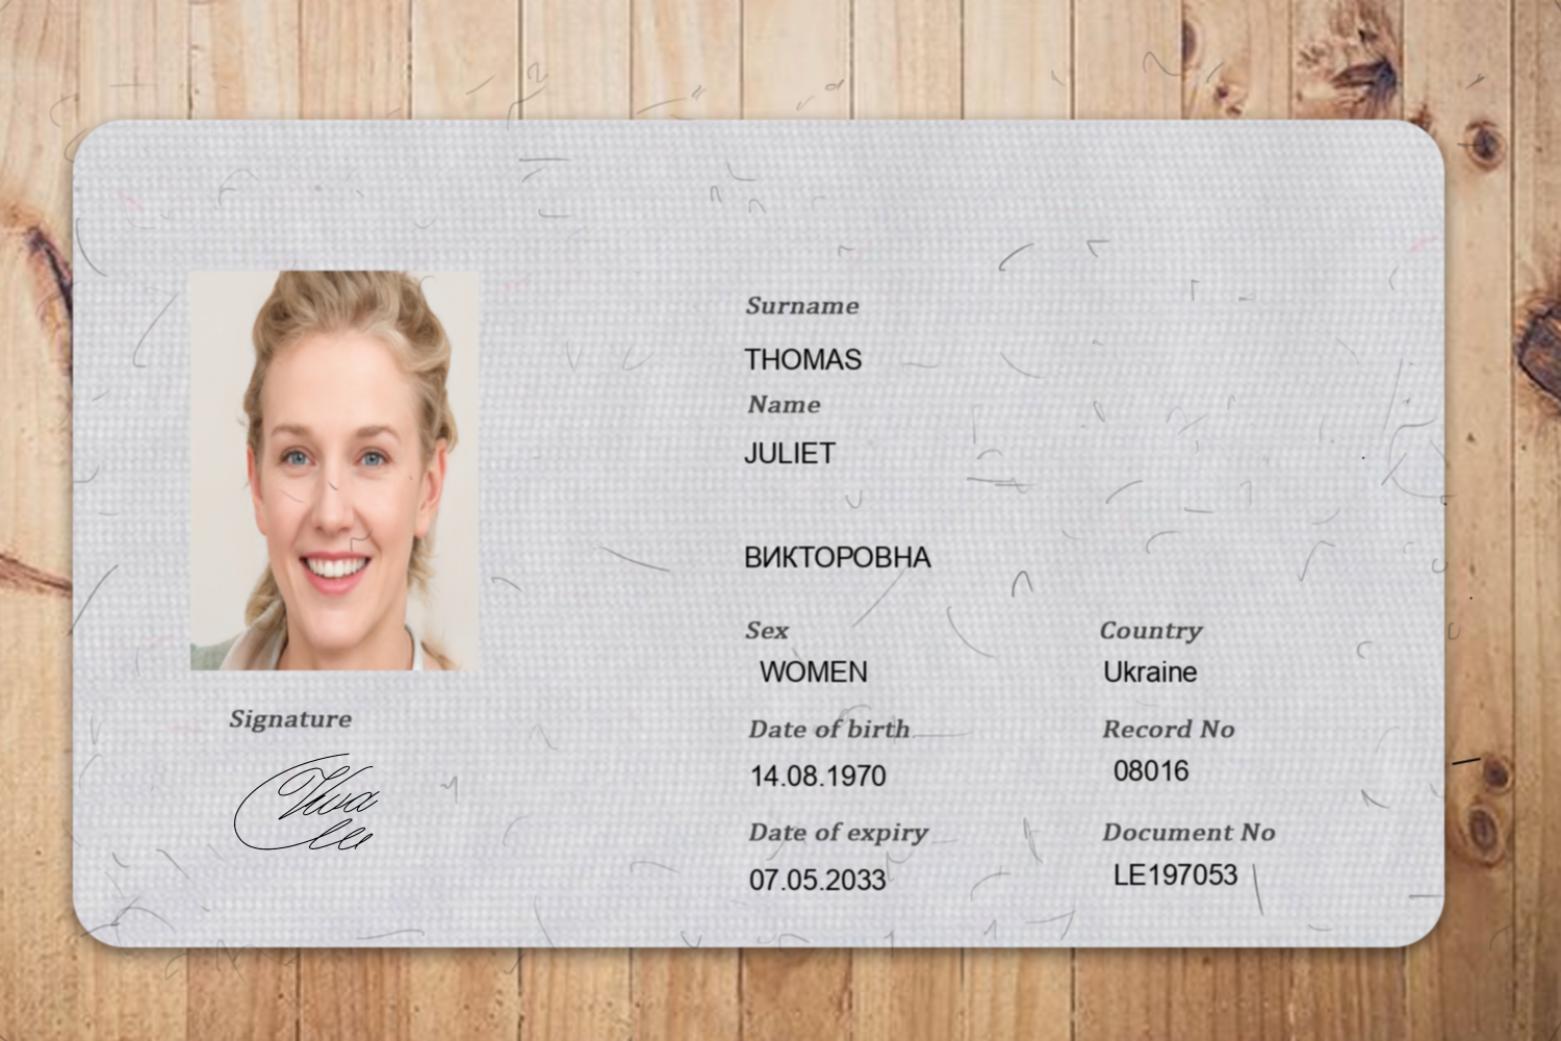 Surname
THOMAS
Name
JULIET
ВИКТОРОВНА
Sex
WOMEN
Country
Ukraine
Date of birth
14.08.1970
Record No
08016
Date of expiry
07.05.2033
Document No
LE197053
Signature